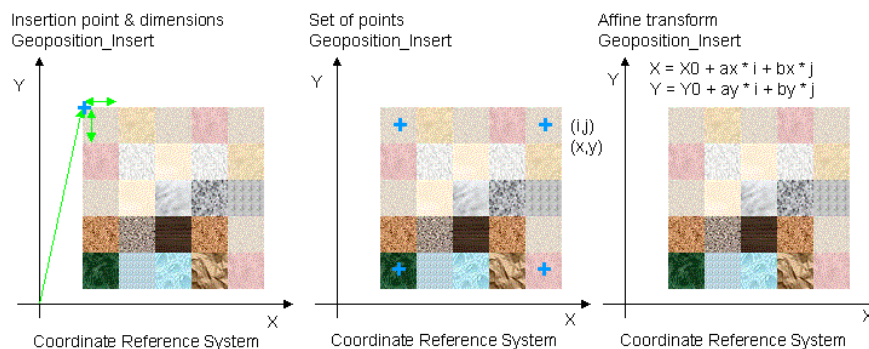 Insertion point & dimensions
Geoposition_Insert
Y
X
Coordinate Reference System
Set of points
Geoposition_Insert
Y
(i,j)
(x,y)
X
Coordinate Reference System
Affine transform
Geoposition_Insert
X = X0 + ax * i + bx * j
Y = Y0 + ay * i + by * j
Y
X
Coordinate Reference System